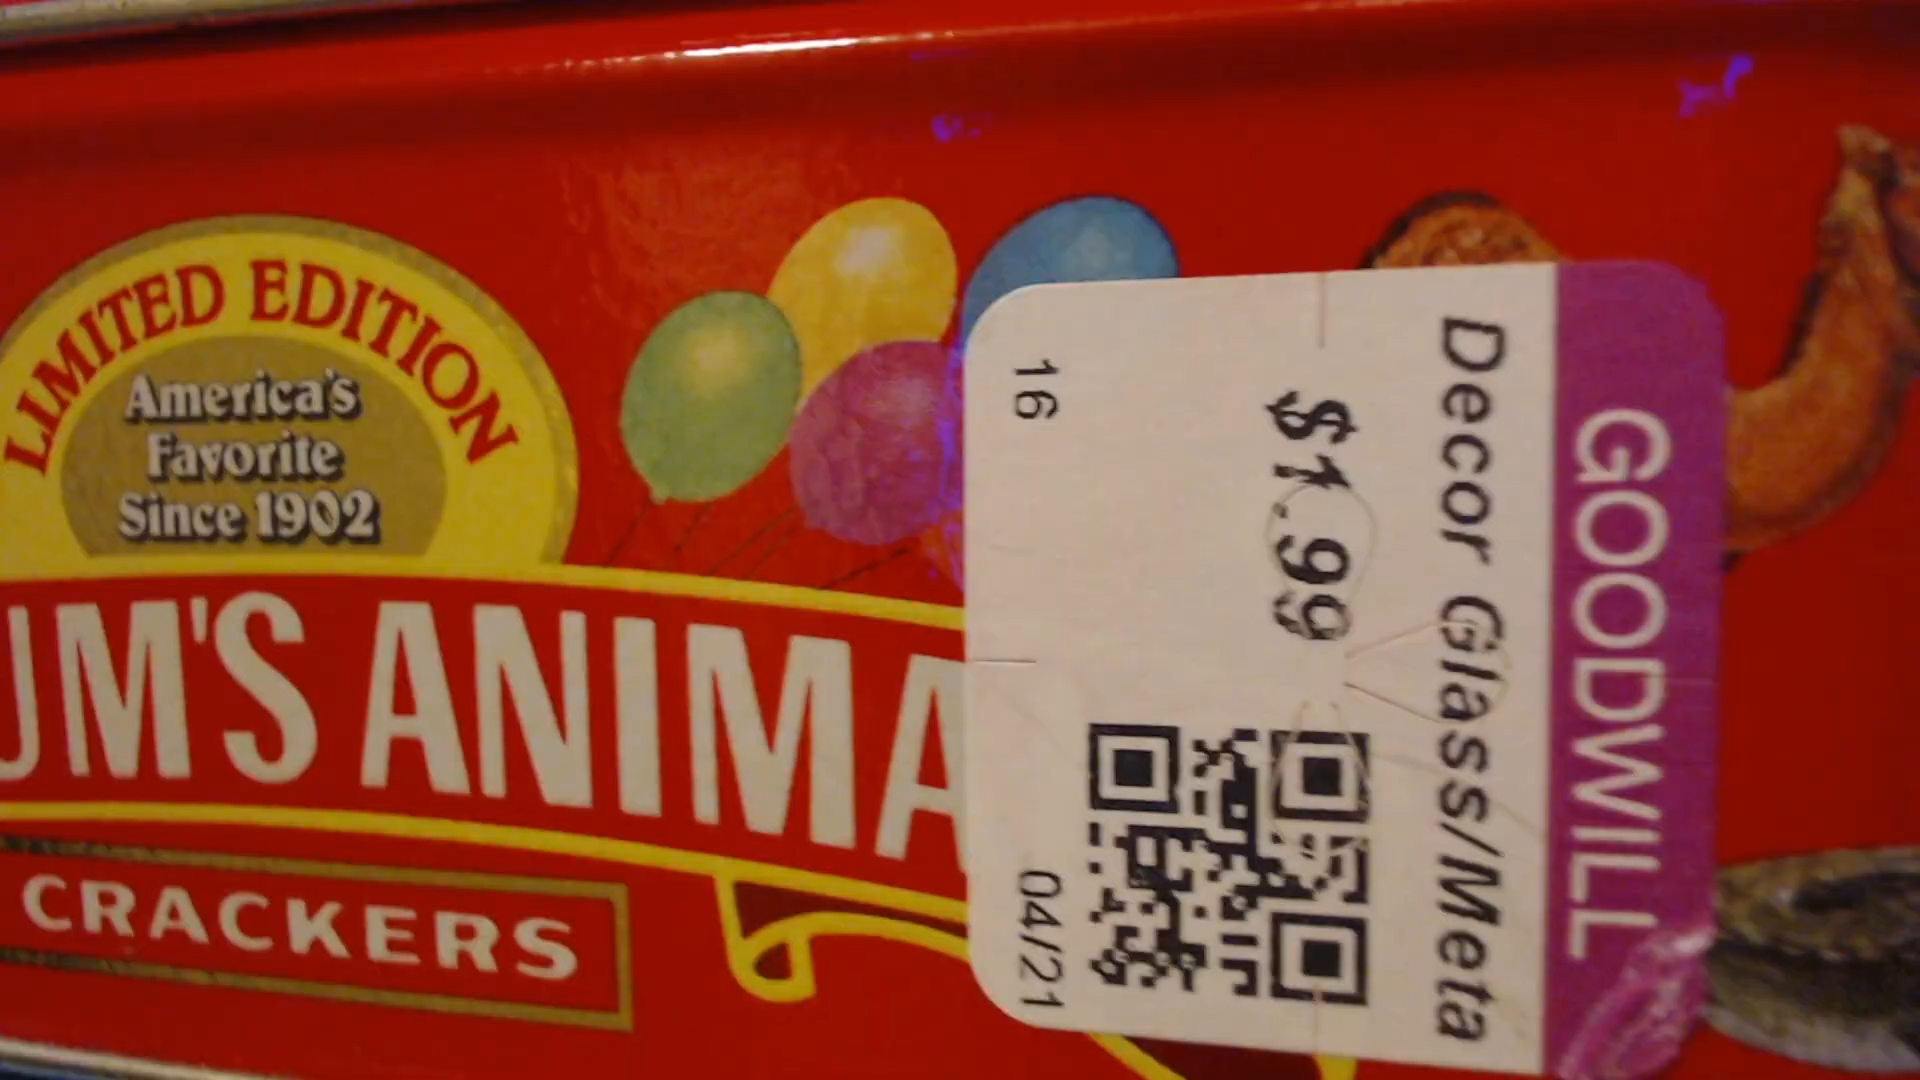 LIMITED EDITION
America's
Favorite
Since 1902
UM'S ANIMA
CRACKERS
GOODWILL
Decor Glass/Meta
$1.99
16
04/21